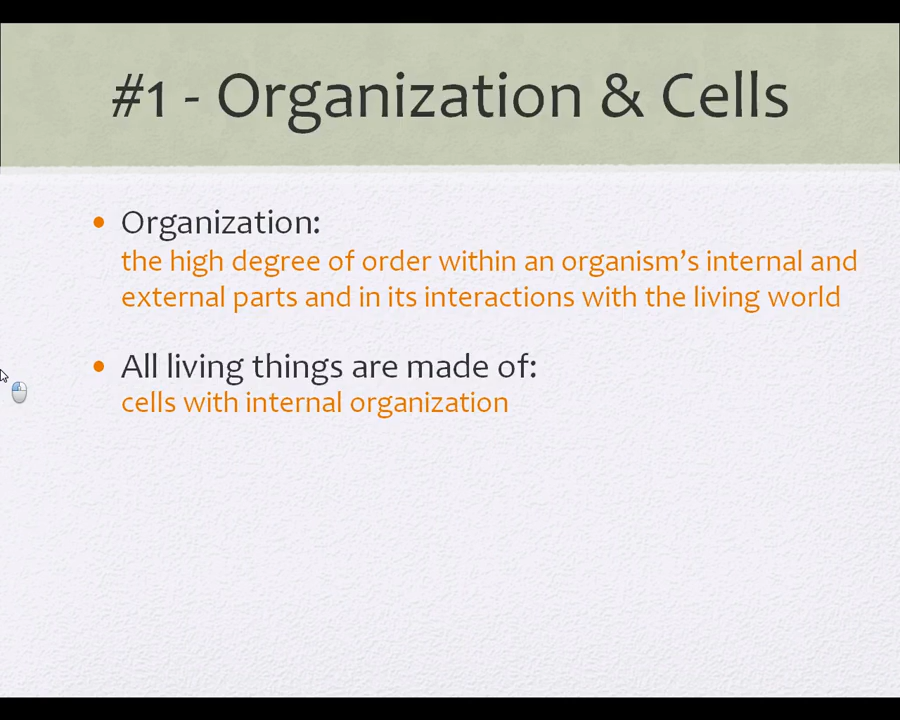 #1 - Organization & Cells
• Organization:
the high degree of order within an organism’s internal and
external parts and in its interactions with the living world
• All living things are made of:
cells with internal organization